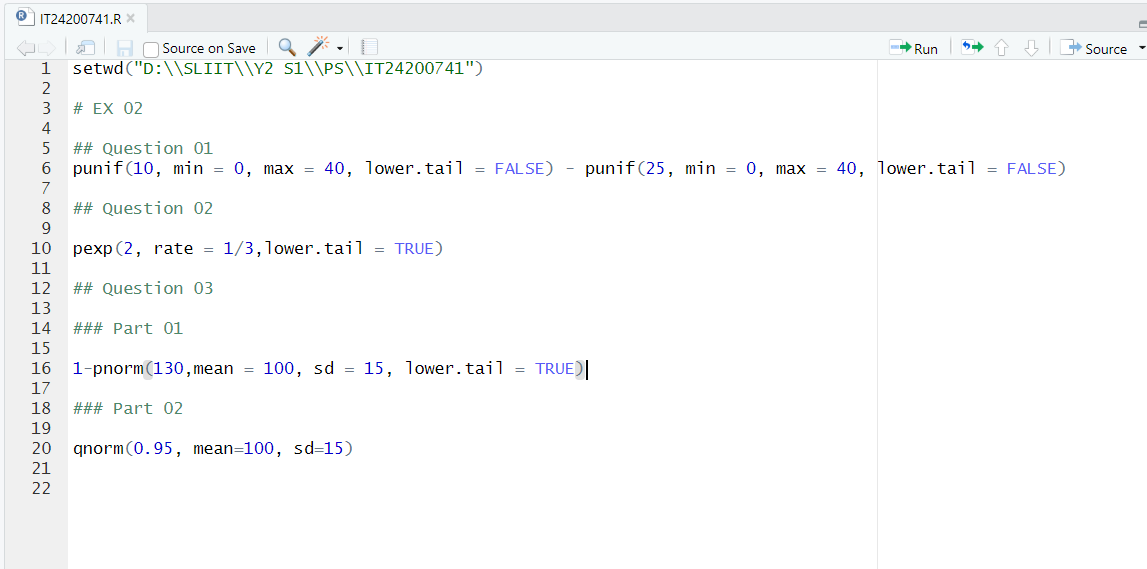 IT24200741.R
Source on Save
Run
Source
1 setwd("D:\\SLIIT\\Y2 S1\\PS\\IT24200741")
2
3 # EX 02
4
5 ## Question 01
6 punif(10, min = 0, max = 40, lower.tail = FALSE) - punif(25, min = 0, max = 40, lower.tail = FALSE)
7
8 ## Question 02
9
10 pexp(2, rate = 1/3,lower.tail = TRUE)
11
12 ## Question 03
13
14 ### Part 01
15
16 1-pnorm(130,mean = 100, sd = 15, lower.tail = TRUE)
17
18 ### Part 02
19
20 qnorm(0.95, mean=100, sd=15)
21
22